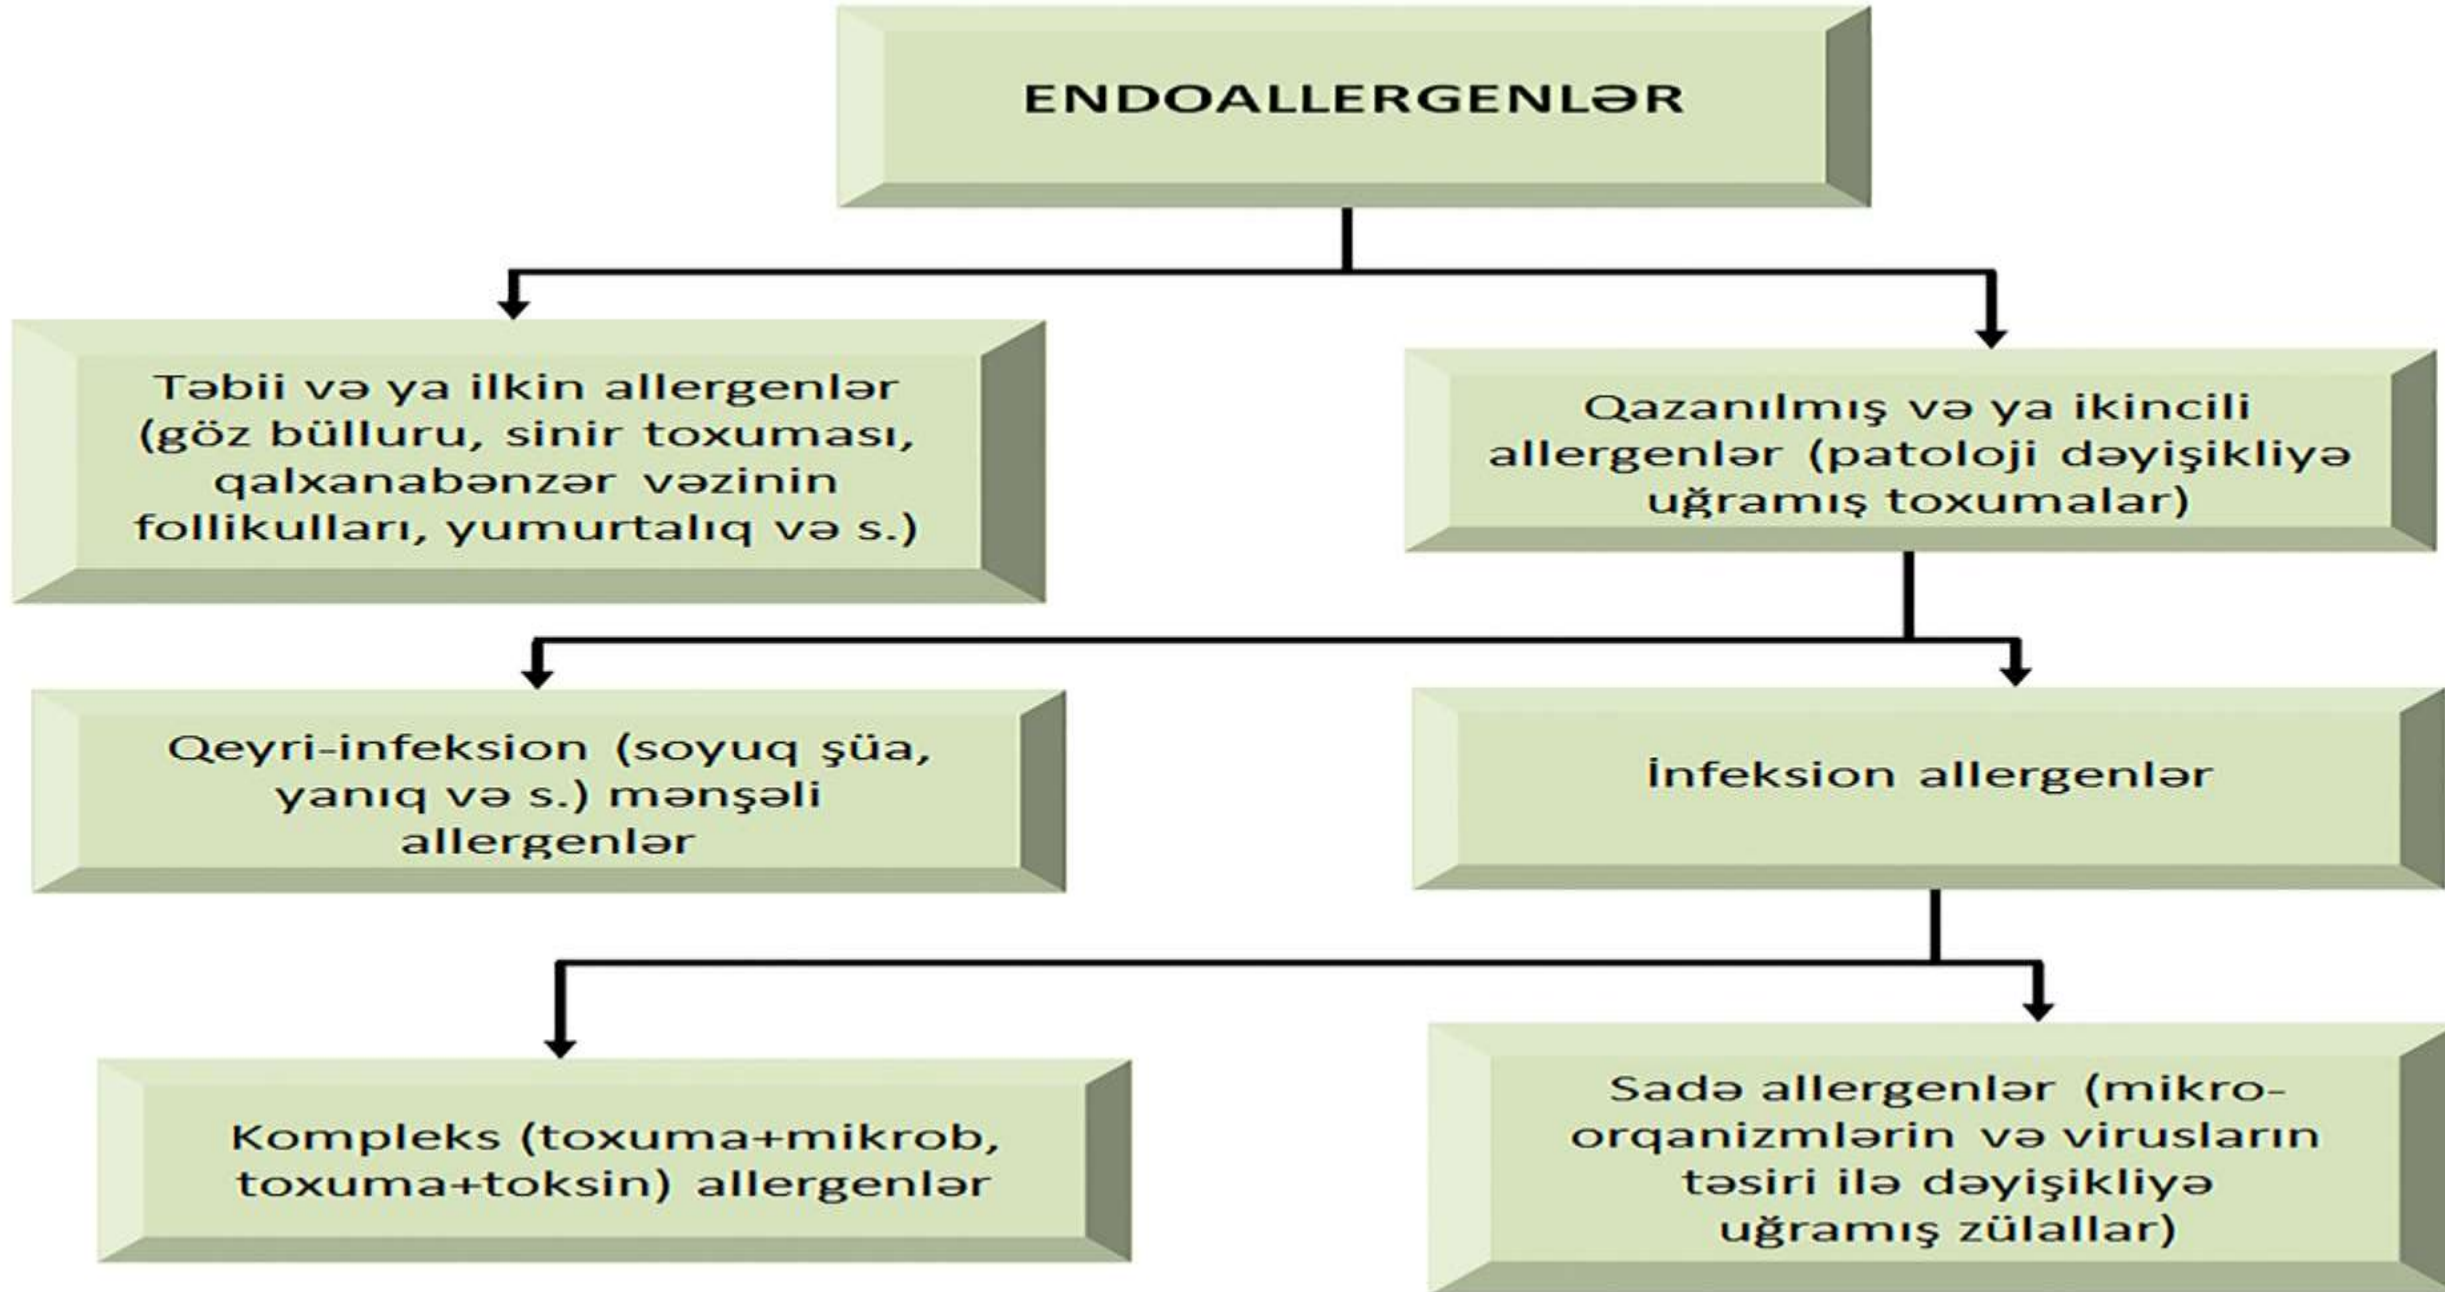 ENDOALLERGENLƏR
Təbii və ya ilkin allergenlər
(göz bülluru, sinir toxuması,
qalxanabənzər vəzinin
follikulları, yumurtalıq və s.)
Qazanılmış və ya ikincili
allergenlər (patoloji dəyişikliyə
uğramış toxumalar)
Qeyri-infeksion (soyuq şüa,
yanıq və s.) mənşəli
allergenlər
İnfeksion allergenlər
Kompleks (toxuma+mikrob,
toxuma+toksin) allergenlər
Sadə allergenlər (mikro-
orqanizmlərin və virusların
təsiri ilə dəyişikliyə
uğramış zülallar)